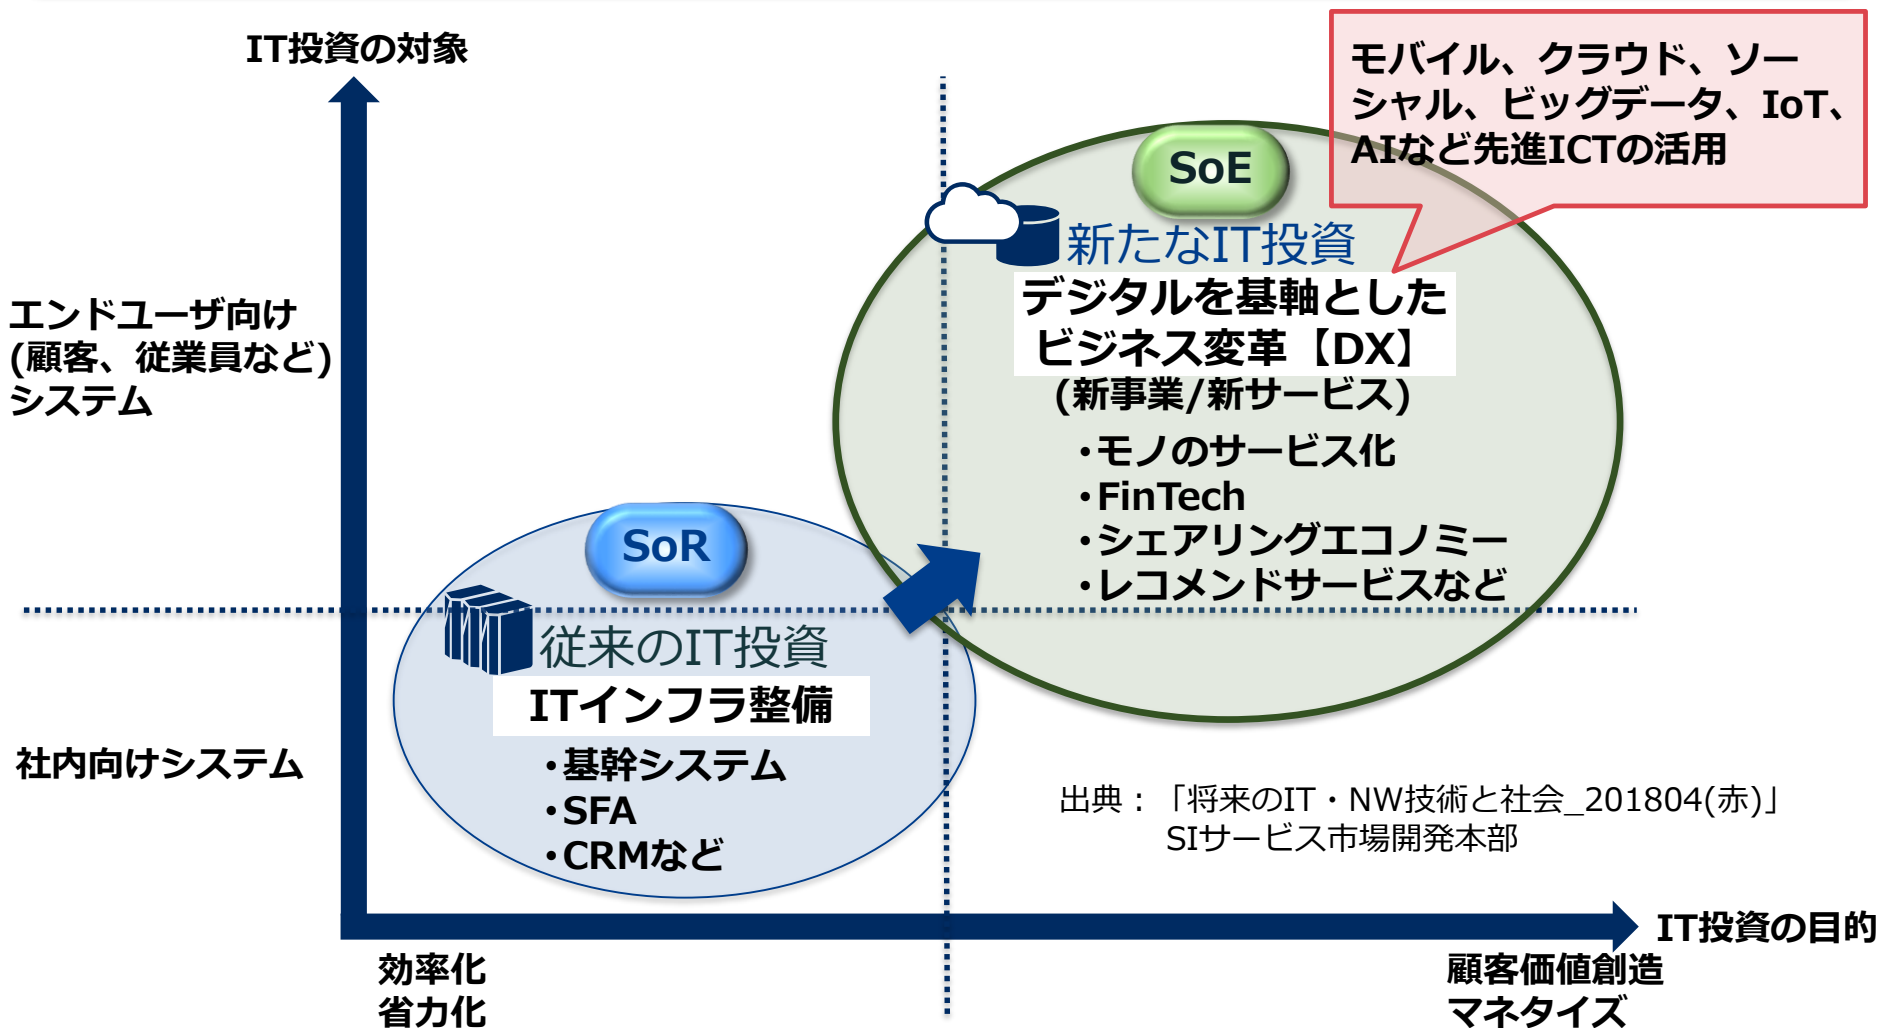 IT投資の対象
モバイル、クラウド、ソー
シャル、ビッグデータ、IoT、
AIなど先進ICTの活用
SoE
新たなIT投資
デジタルを基軸とした
ビジネス変革【DX】
(新事業/新サービス)
・モノのサービス化
・FinTech
・シェアリングエコノミー
・レコメンドサービスなど
エンドユーザ向け
(顧客、従業員など)
システム
SoR
従来のIT投資
ITインフラ整備
・基幹システム
・SFA
・CRMなど
社内向けシステム
出典：「将来のIT・NW技術と社会_201804(赤)」
SIサービス市場開発本部
IT投資の目的
効率化
省力化
顧客価値創造
マネタイズ